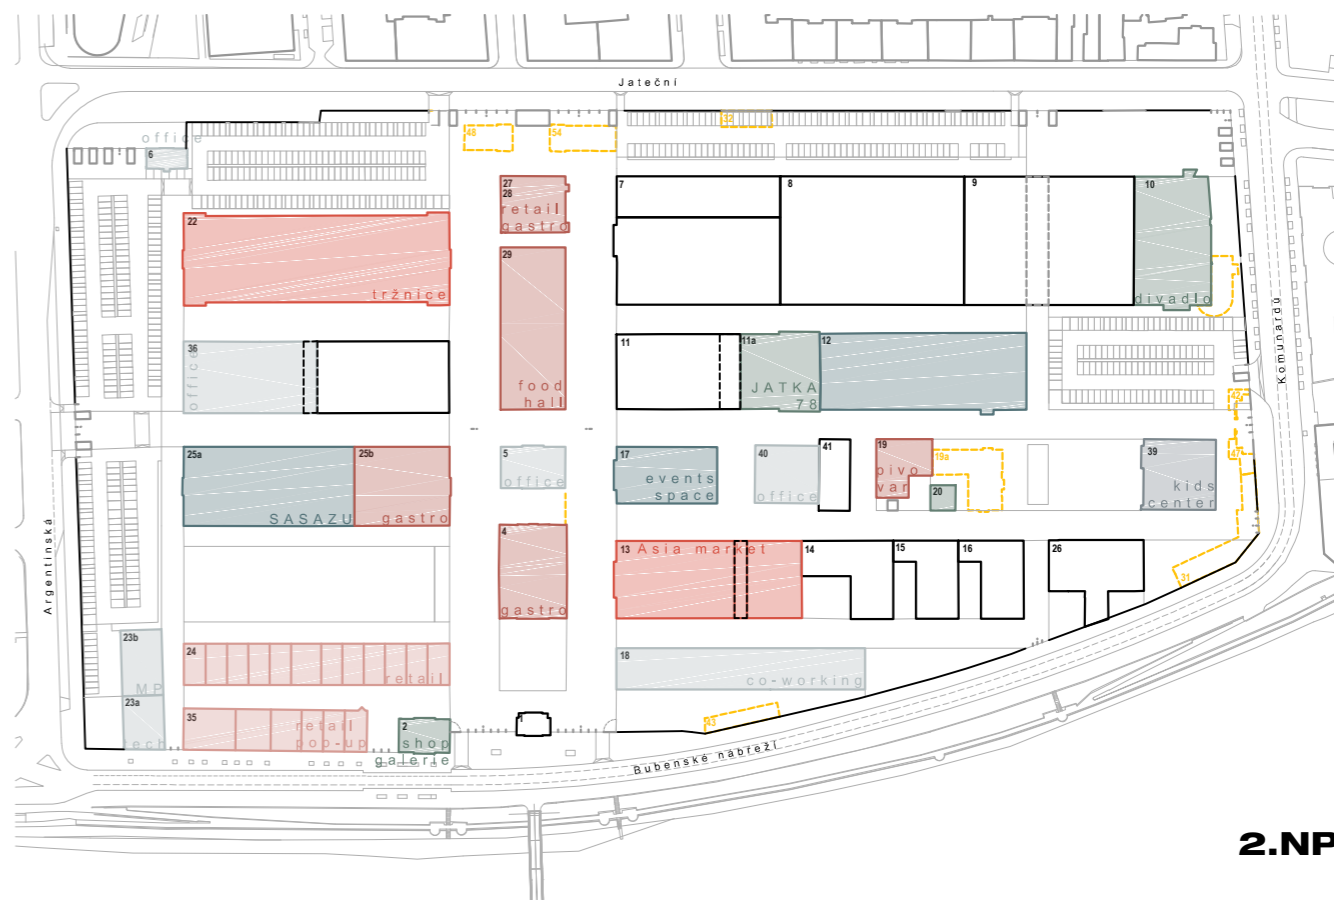 Jateční
48
54
32
office
6
27
28
retail
gastro
7
8
9
10
divadlo
22
tržnice
29
food
hall
36
office
11
11a
JATKA
78
12
Komunardu
42
47
25a
SASAZU
25b
gastro
5
office
17
events
space
40
office
41
19
pivo
var
19a
20
39
kids
center
Argentinská
4
gastro
13
Asia market
14
15
16
26
31
23b
MP
23a
tech
24
retail
18
co-working
35
retail
pop-up
2
shop
galerie
1
43
Bubenské nábřeží
2.NP